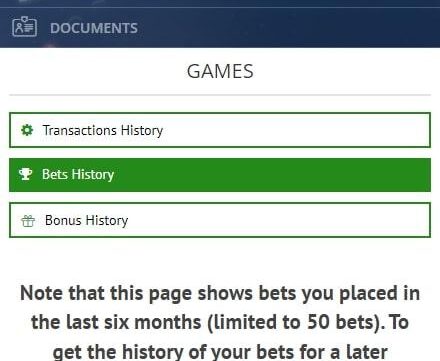 DOCUMENTS
GAMES
Transactions History
Bets History
Bonus History
Note that this page shows bets you placed in
the last six months (limited to 50 bets). To
get the history of your bets for a later